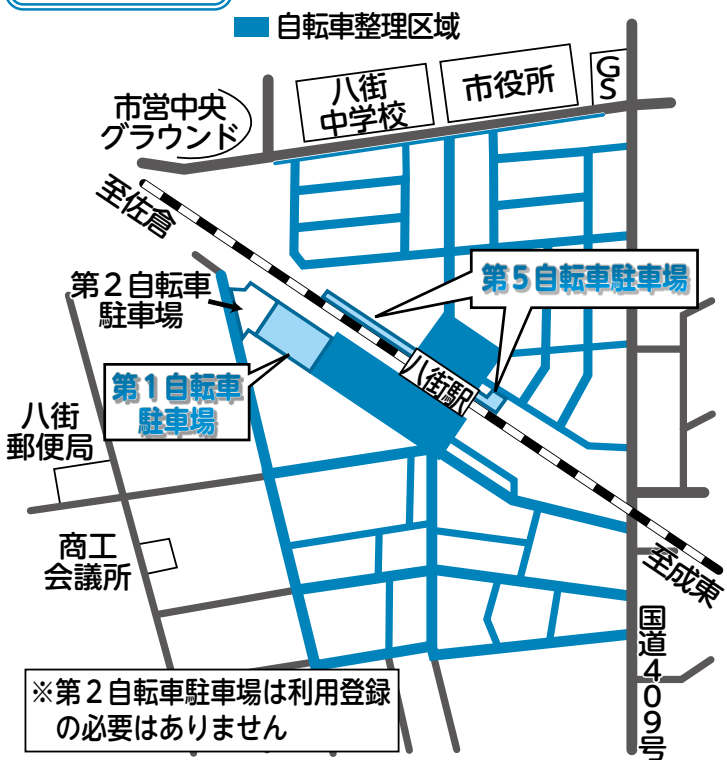 自転車整理区域
市営中央
グラウンド
八街
中学校
市役所
GS
至佐倉
第２自転車
駐車場
第５自転車駐車場
第１自転車
駐車場
八街駅
八街
郵便局
商工
会議所
至成東
国道409号
※第２自転車駐車場は利用登録
の必要はありません